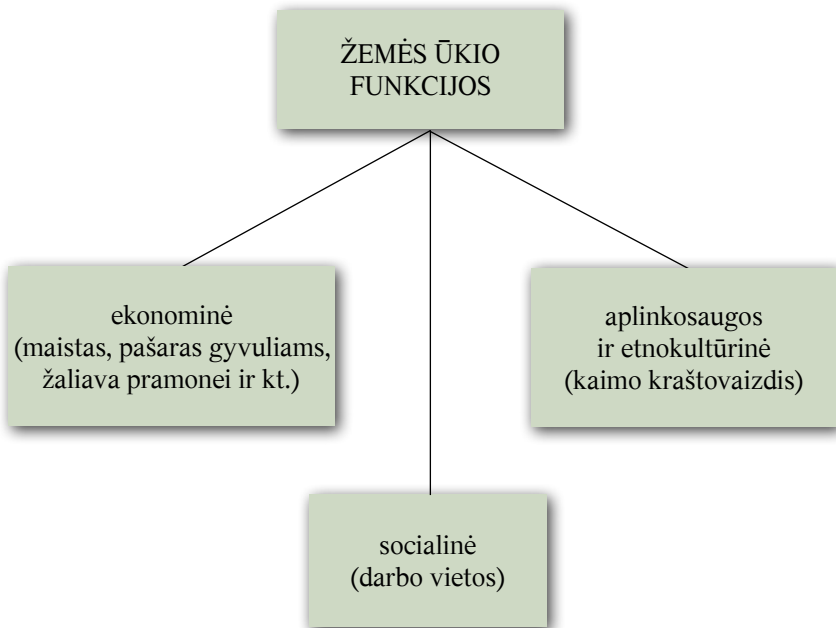 ŽEMĖS ŪKIO
FUNKCIJOS
ekonominė
(maistas, pašaras gyvuliams,
žaliava pramonei ir kt.)
aplinkosaugos
ir etnokultūrinė
(kaimo kraštovaizdis)
socialinė
(darbo vietos)